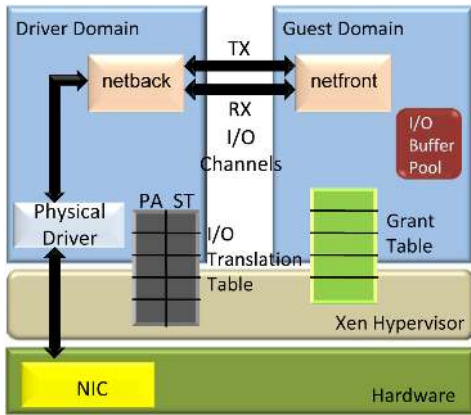 Driver Domain
Guest Domain
TX
netback
netfront
RX
I/O
Channels
I/O
Buffer
Pool
Physical
Driver
PA ST
I/O
Translation
Table
Grant
Table
Xen Hypervisor
NIC
Hardware